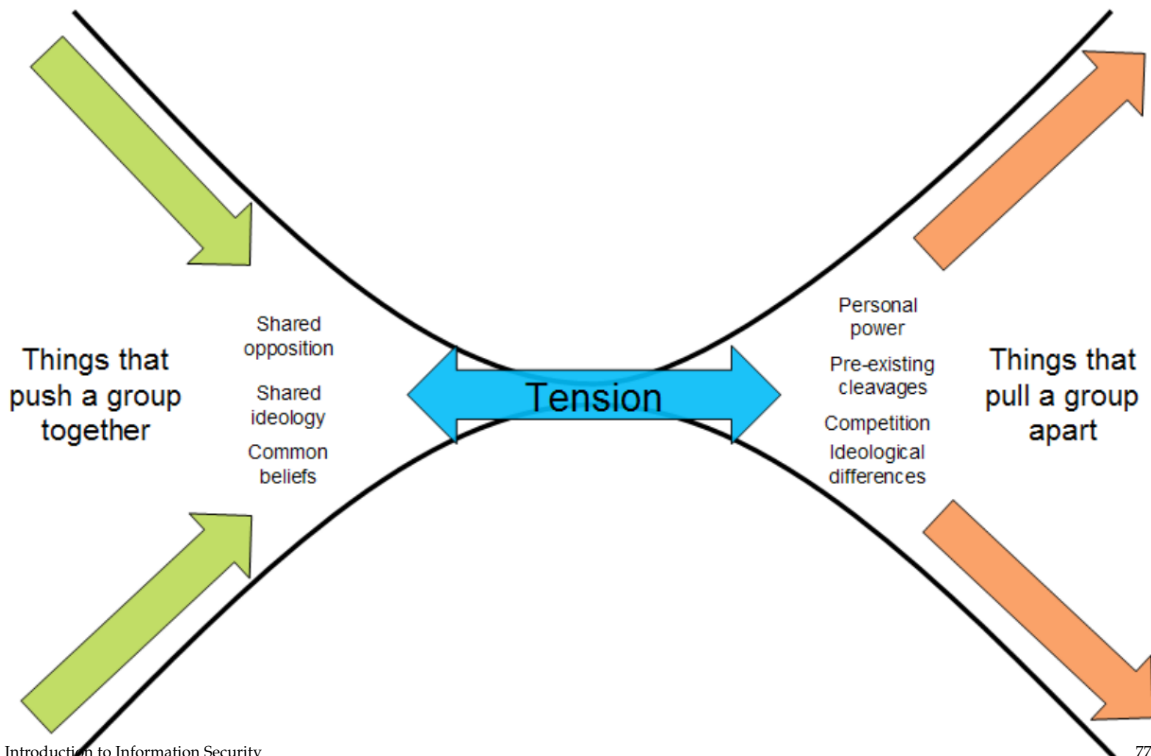 Things that
push a group
together
Shared
opposition
Shared
ideology
Common
beliefs
Tension
Personal
power
Pre-existing
cleavages
Competition
Ideological
differences
Things that
pull a group
apart
Introduction to Information Security
77